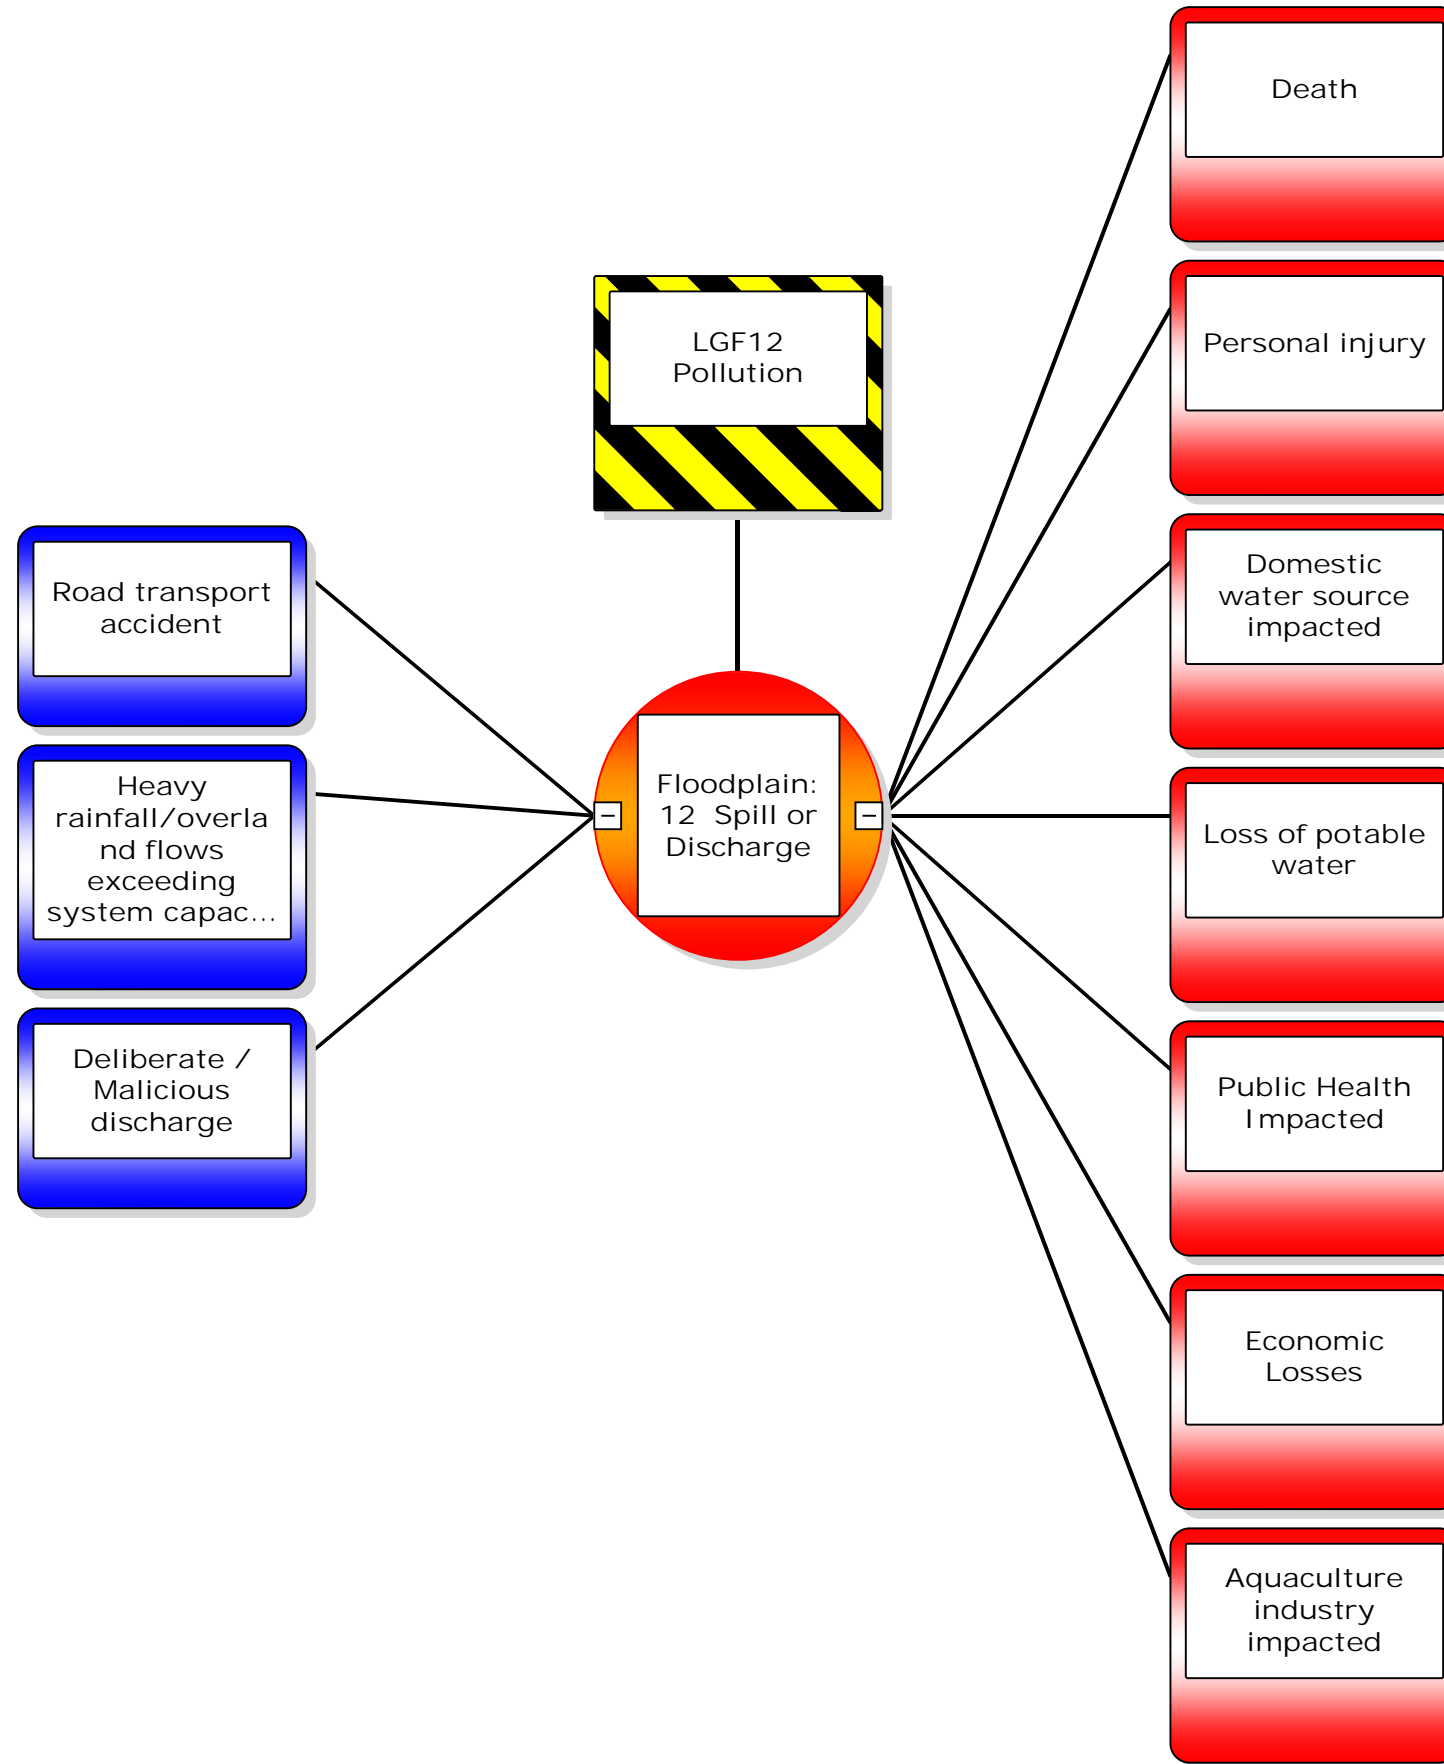 Death
Personal injury
LGF12
Pollution
Domestic
water source
impacted
Road transport
accident
Heavy
rainfall/overla
nd flows
exceeding
system capac...
Floodplain:
12 Spill or
Discharge
Loss of potable
water
Deliberate /
Malicious
discharge
Public Health
Impacted
Economic
Losses
Aquaculture
industry
impacted